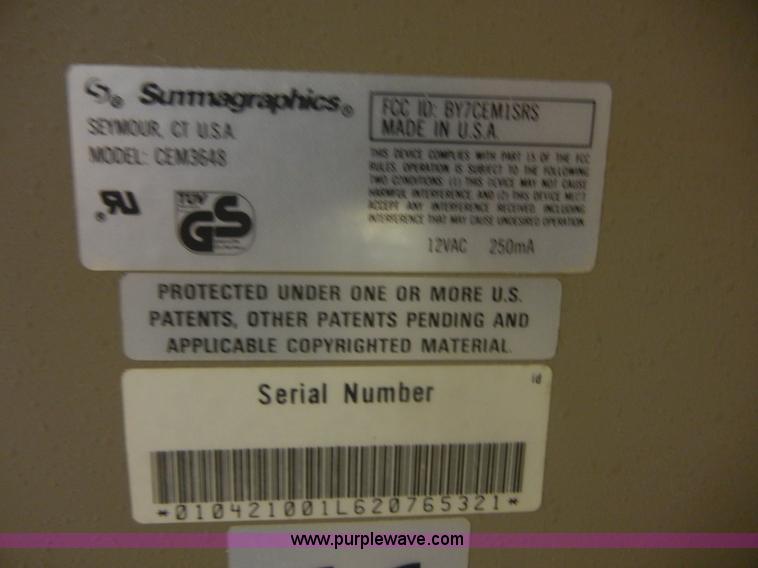 Summagraphics®
SEYMOUR, CT U.S.A.
MODEL: CEM3648
FCC ID: BY7CEM1SRS
MADE IN U.S.A.
THIS DEVICE COMPLIES WITH PART 15 OF THE FCC
RULES. OPERATION IS SUBJECT TO THE FOLLOWING
TWO CONDITIONS: (1) THIS DEVICE MAY NOT CAUSE
HARMFUL INTERFERENCE, AND (2) THIS DEVICE MUST
ACCEPT ANY INTERFERENCE RECEIVED, INCLUDING
INTERFERENCE THAT MAY CAUSE UNDESIRED OPERATION.
TUV
GS
12VAC 250mA
PROTECTED UNDER ONE OR MORE U.S.
PATENTS, OTHER PATENTS PENDING AND
APPLICABLE COPYRIGHTED MATERIAL.
id
Serial Number
*010421001L620765321*
www.purplewave.com